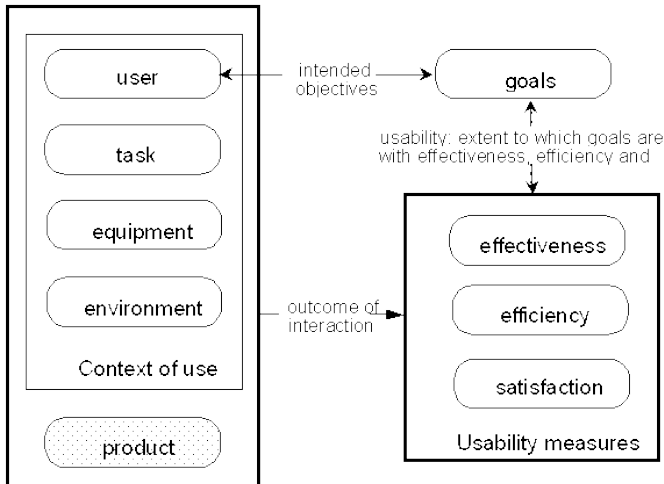 user
task
equipment
environment
Context of use
product
intended
objectives
outcome of
interaction
goals
usability: extent to which goals are
with effectiveness, efficiency and
effectiveness
efficiency
satisfaction
Usability measures